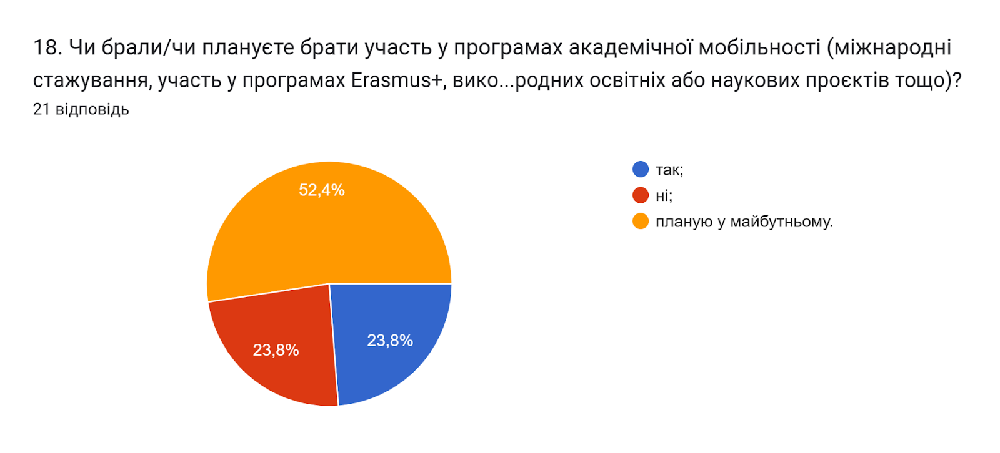 18. Чи брали/чи плануєте брати участь у програмах академічної мобільності (міжнародні
стажування, участь у програмах Erasmus+, вико...родних освітніх або наукових проєктів тощо)?
21 відповідь
52,4%
23,8%
23,8%
так;
ні;
планую у майбутньому.